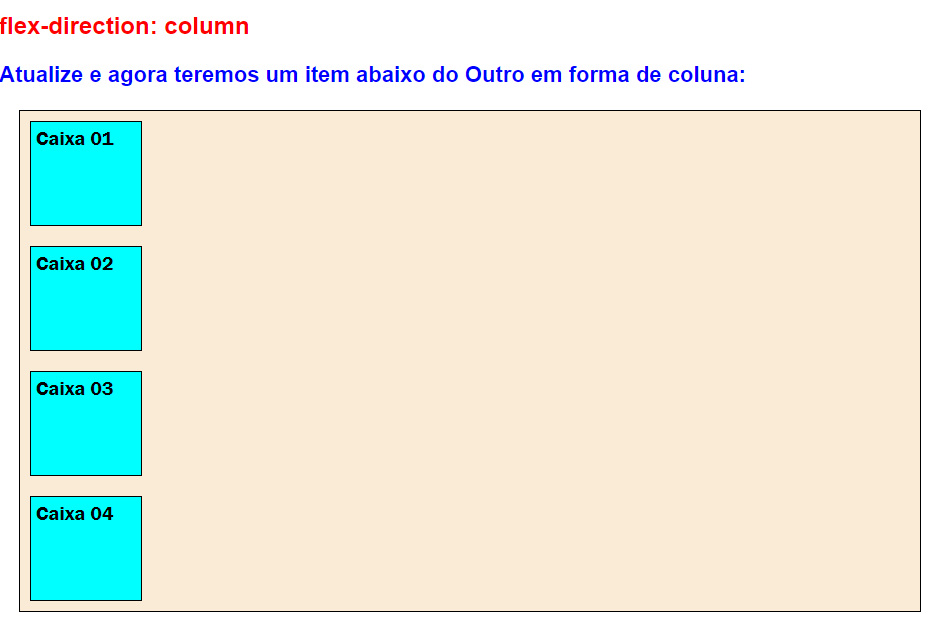 flex-direction: column
Atualize e agora teremos um item abaixo do Outro em forma de coluna:
Caixa 01
Caixa 02
Caixa 03
Caixa 04